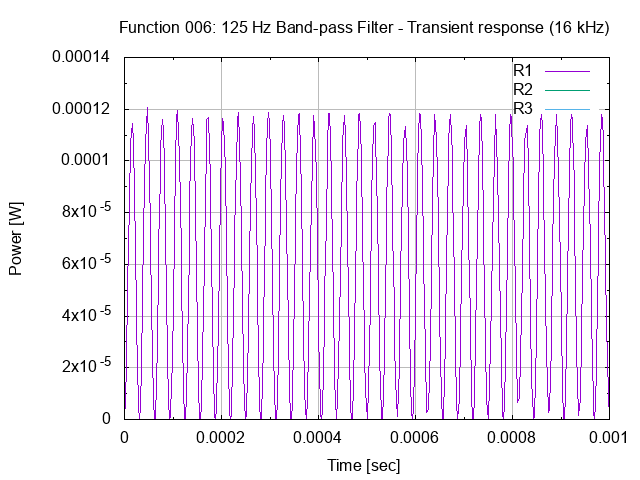 Function 006: 125 Hz Band-pass Filter - Transient response (16 kHz)
0.00014
0.00012
0.0001
8x10-5
6x10-5
4x10-5
2x10-5
0
Power [W]
R1
R2
R3
0 0.0002 0.0004 0.0006 0.0008 0.001
Time [sec]